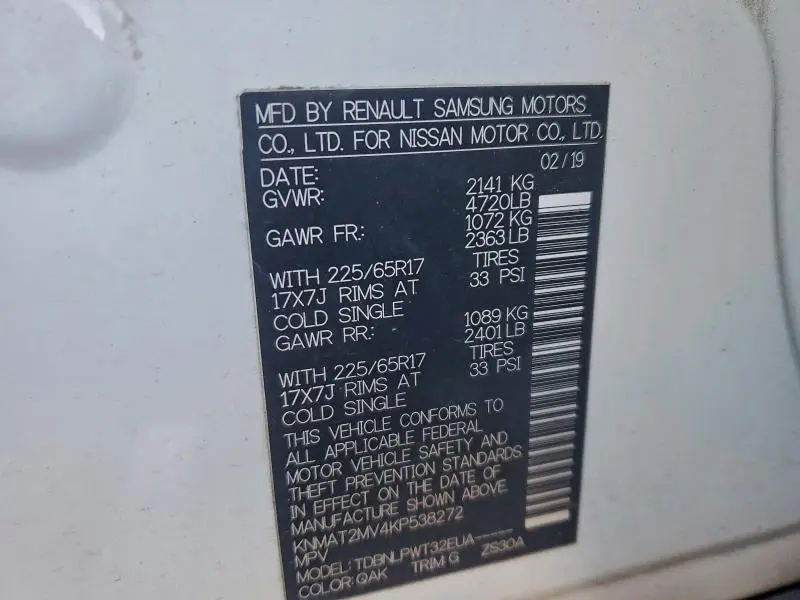 MFD BY RENAULT SAMSUNG MOTORS
CO., LTD. FOR NISSAN MOTOR CO., LTD.
DATE: 02/19
GVWR: 2141 KG
4720LB
GAWR FR.: 1072 KG
2363 LB
WITH 225/65R17 TIRES
17X7J RIMS AT 33 PSI
COLD SINGLE
GAWR RR.: 1089 KG
2401 LB
WITH 225/65R17 TIRES
17X7J RIMS AT 33 PSI
COLD SINGLE
THIS VEHICLE CONFORMS TO
ALL APPLICABLE FEDERAL
MOTOR VEHICLE SAFETY AND
THEFT PREVENTION STANDARDS
IN EFFECT ON THE DATE OF
MANUFACTURE SHOWN ABOVE.
KNMAT2MV4KP538272
MPV
MODEL: TDBNLPWT32EUA-----
COLOR: QAK TRIM: G ZS30A